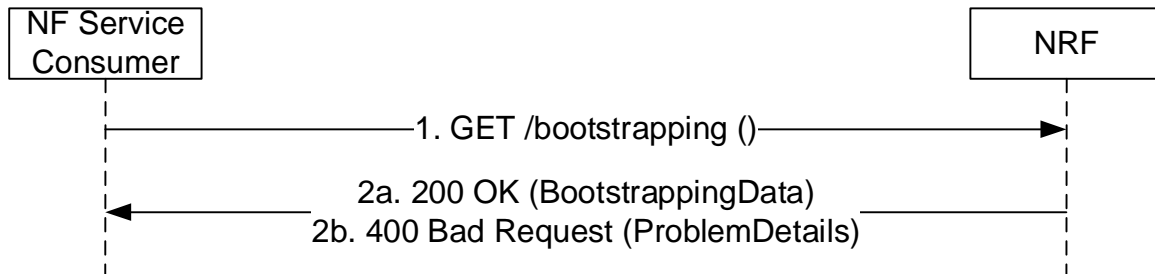 NF Service
Consumer
NRF
1. GET /bootstrapping ()
2a. 200 OK (BootstrappingData)
2b. 400 Bad Request (ProblemDetails)